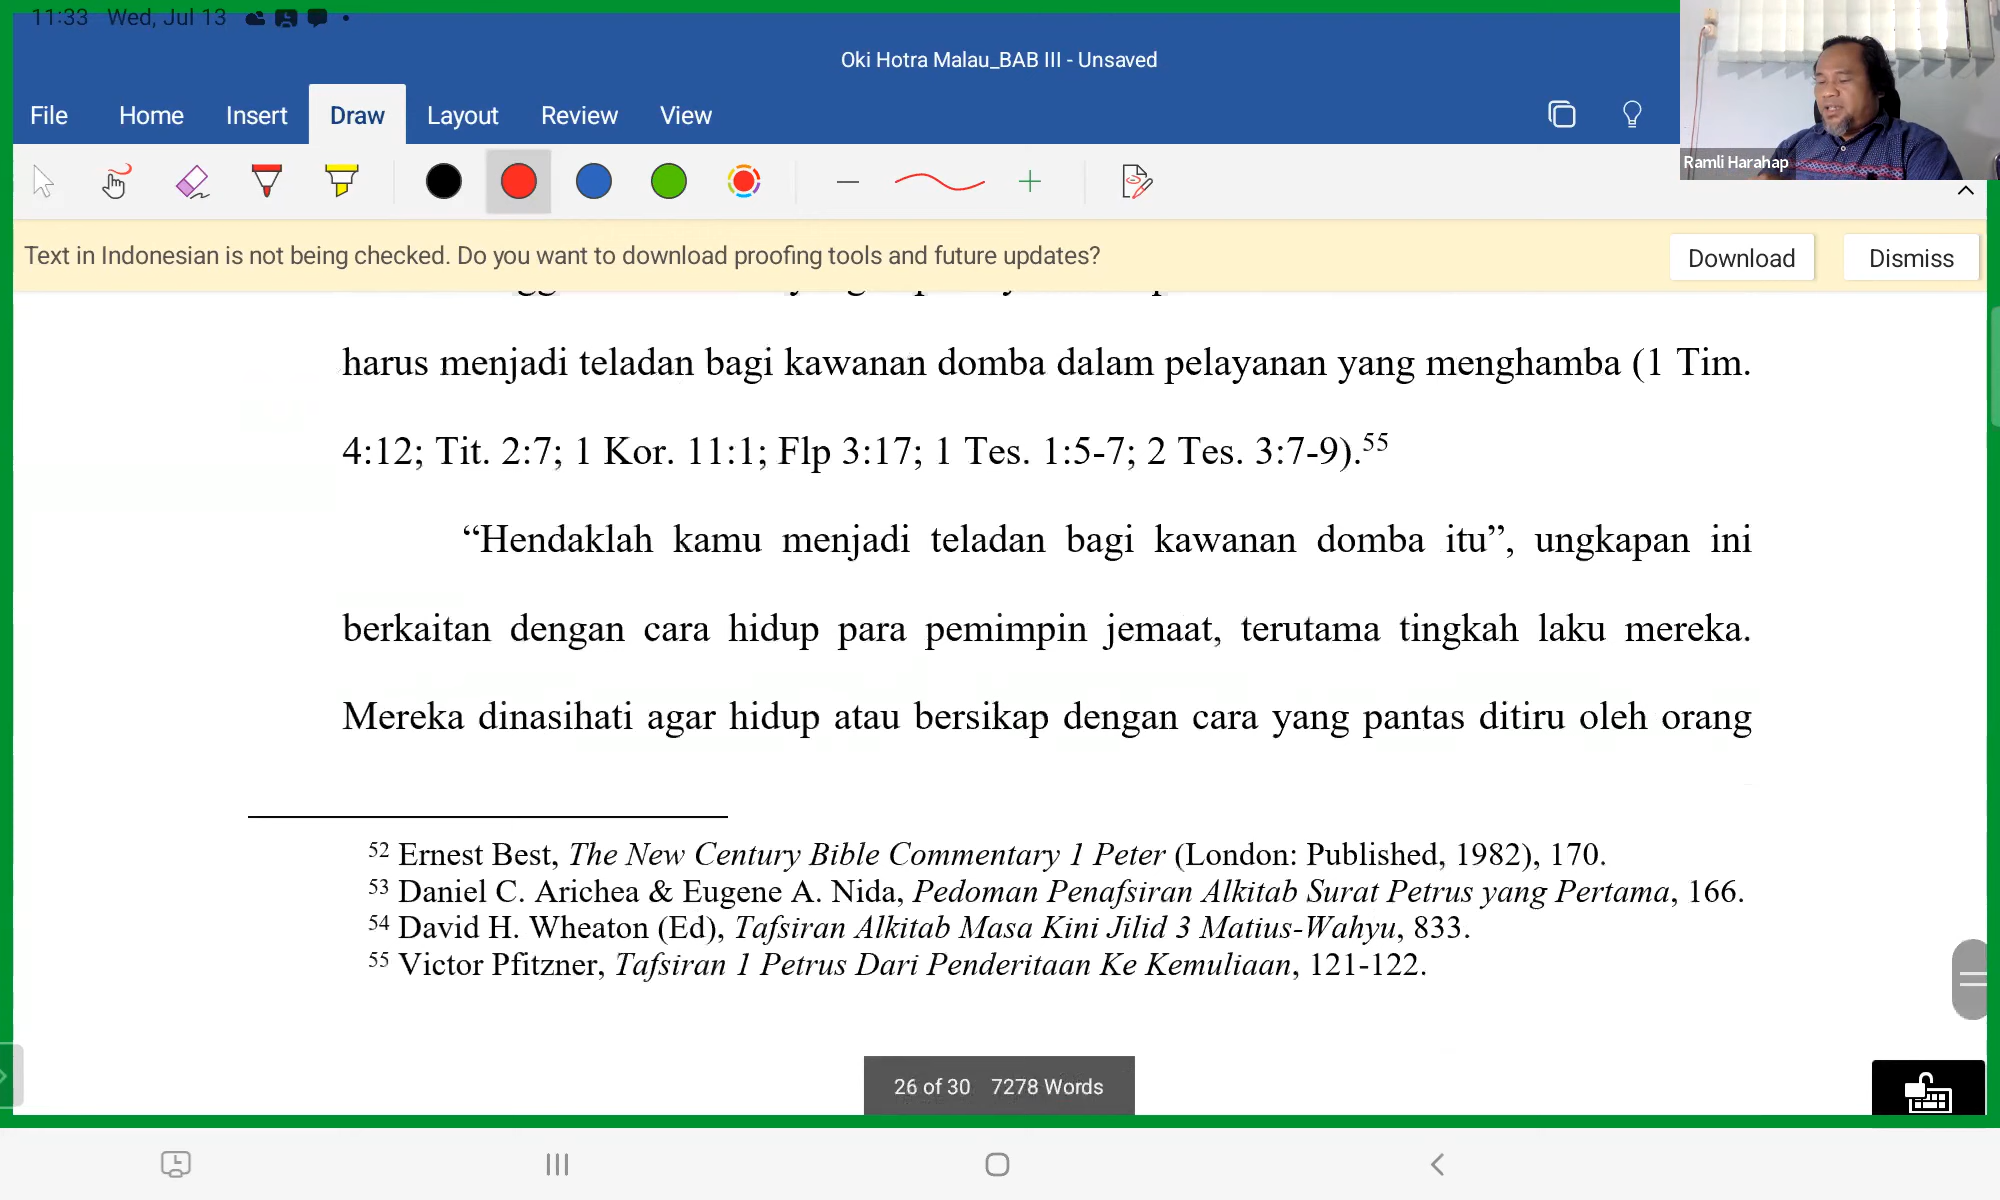 11:33 Wed, Jul 13
Oki Hotra Malau_BAB III - Unsaved
File Home Insert Draw Layout Review View
Ramli Harahap
Text in Indonesian is not being checked. Do you want to download proofing tools and future updates? Download Dismiss
harus menjadi teladan bagi kawanan domba dalam pelayanan yang menghamba (1 Tim.
4:12; Tit. 2:7; 1 Kor. 11:1; Flp 3:17; 1 Tes. 1:5-7; 2 Tes. 3:7-9).55
“Hendaklah kamu menjadi teladan bagi kawanan domba itu”, ungkapan ini
berkaitan dengan cara hidup para pemimpin jemaat, terutama tingkah laku mereka.
Mereka dinasihati agar hidup atau bersikap dengan cara yang pantas ditiru oleh orang
52 Ernest Best, The New Century Bible Commentary 1 Peter (London: Published, 1982), 170.
53 Daniel C. Arichea & Eugene A. Nida, Pedoman Penafsiran Alkitab Surat Petrus yang Pertama, 166.
54 David H. Wheaton (Ed), Tafsiran Alkitab Masa Kini Jilid 3 Matius-Wahyu, 833.
55 Victor Pfitzner, Tafsiran 1 Petrus Dari Penderitaan Ke Kemuliaan, 121-122.
26 of 30 7278 Words